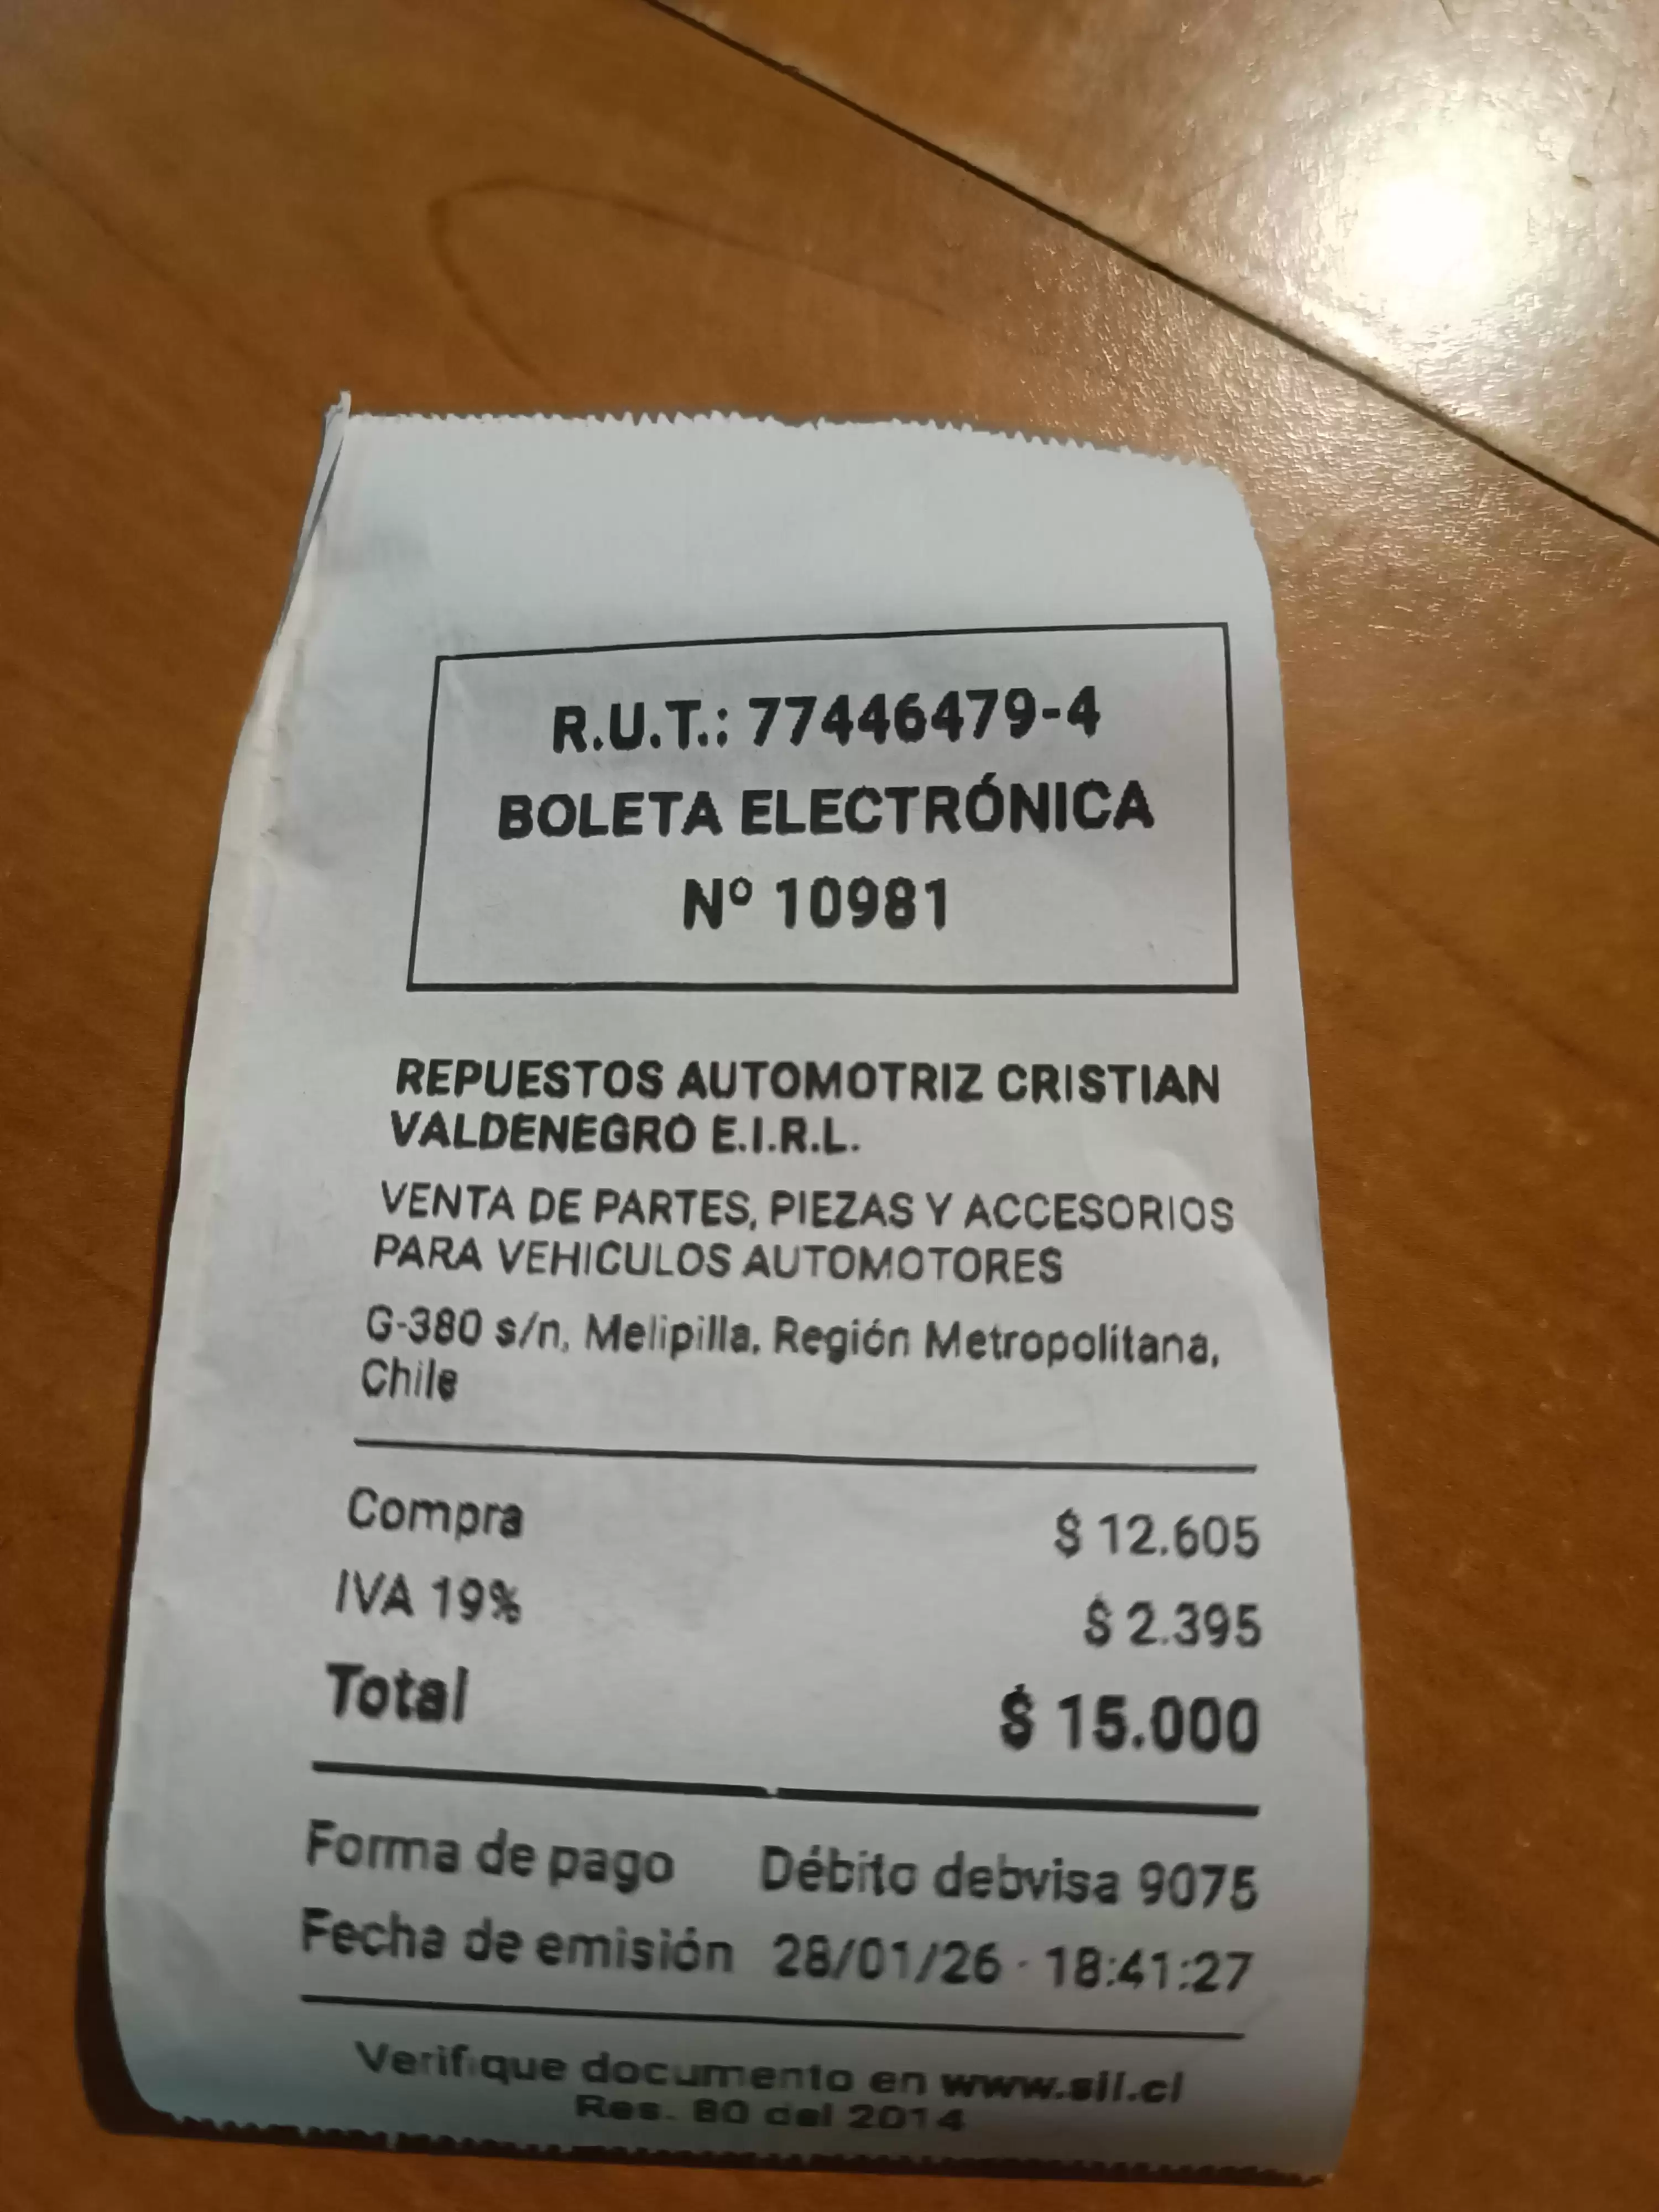 R.U.T.: 77446479-4
BOLETA ELECTRÓNICA
Nº 10981
REPUESTOS AUTOMOTRIZ CRISTIAN
VALDENEGRO E.I.R.L.
VENTA DE PARTES, PIEZAS Y ACCESORIOS
PARA VEHICULOS AUTOMOTORES
G-380 s/n, Melipilla, Región Metropolitana,
Chile
Compra $ 12.605
IVA 19% $ 2.395
Total $ 15.000
Forma de pago Débito debvisa 9075
Fecha de emisión 28/01/26 · 18:41:27
Verifique documento en www.sii.cl
Res. 80 del 2014